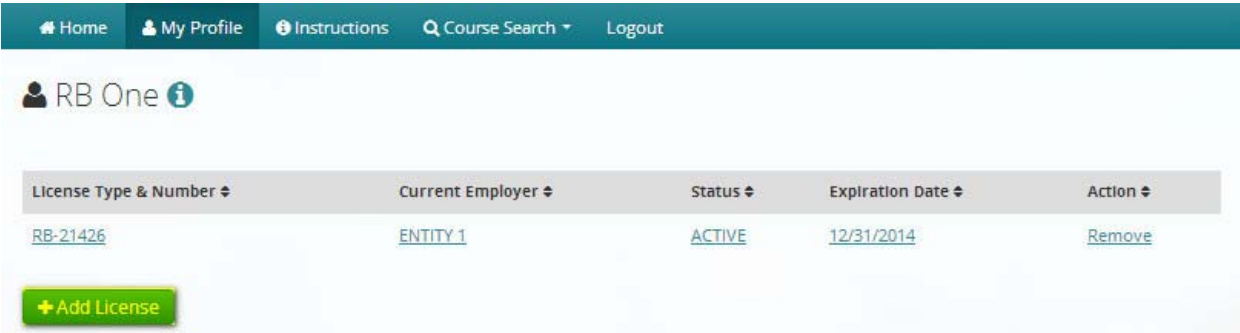 Home My Profile Instructions Course Search Logout
RB One
License Type & Number Current Employer Status Expiration Date Action
RB-21426 ENTITY 1 ACTIVE 12/31/2014 Remove
+Add License